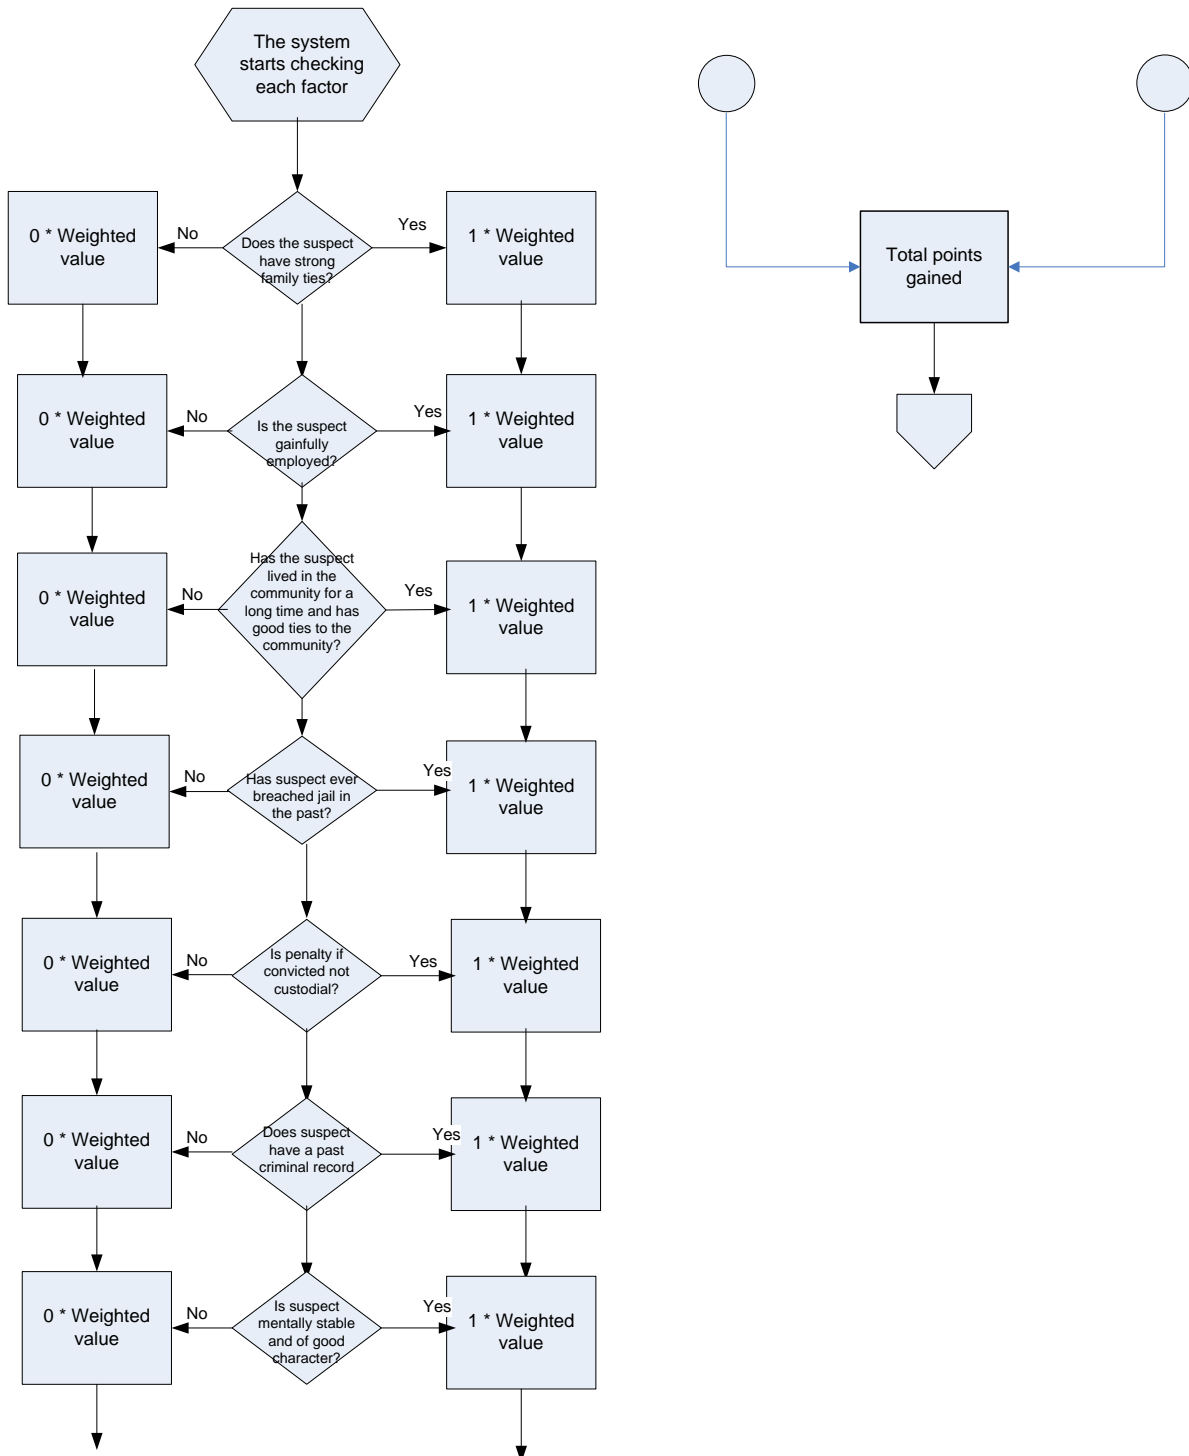 The system
starts checking
each factor
0 * Weighted
value
No
Does the suspect
have strong
family ties?
Yes
1 * Weighted
value
Total points
gained
0 * Weighted
value
No
Is the suspect
gainfully
employed?
Yes
1 * Weighted
value
0 * Weighted
value
No
Has the suspect
lived in the
community for a
long time and has
good ties to the
community?
Yes
1 * Weighted
value
0 * Weighted
value
No
Has suspect ever
breached jail in
the past?
Yes
1 * Weighted
value
0 * Weighted
value
No
Is penalty if
convicted not
custodial?
Yes
1 * Weighted
value
0 * Weighted
value
No
Does suspect
have a past
criminal record
Yes
1 * Weighted
value
0 * Weighted
value
No
Is suspect
mentally stable
and of good
character?
Yes
1 * Weighted
value